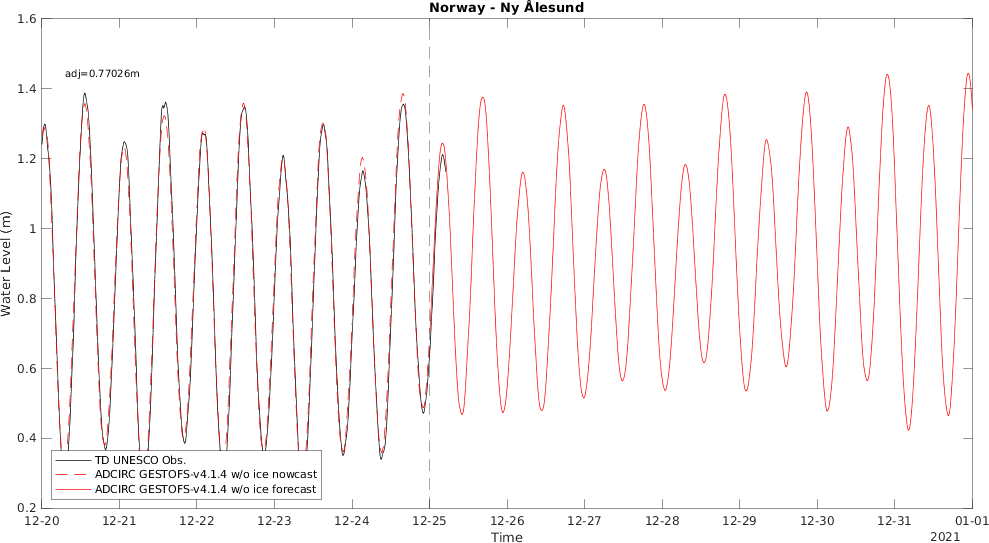 Norway - Ny Ålesund
adj=0.77026m
Water Level (m)
1.6
1.4
1.2
1
0.8
0.6
0.4
0.2
TD UNESCO Obs.
ADCIRC GESTOFS-v4.1.4 w/o ice nowcast
ADCIRC GESTOFS-v4.1.4 w/o ice forecast
12-20 12-21 12-22 12-23 12-24 12-25 12-26 12-27 12-28 12-29 12-30 12-31 01-01
Time
2021